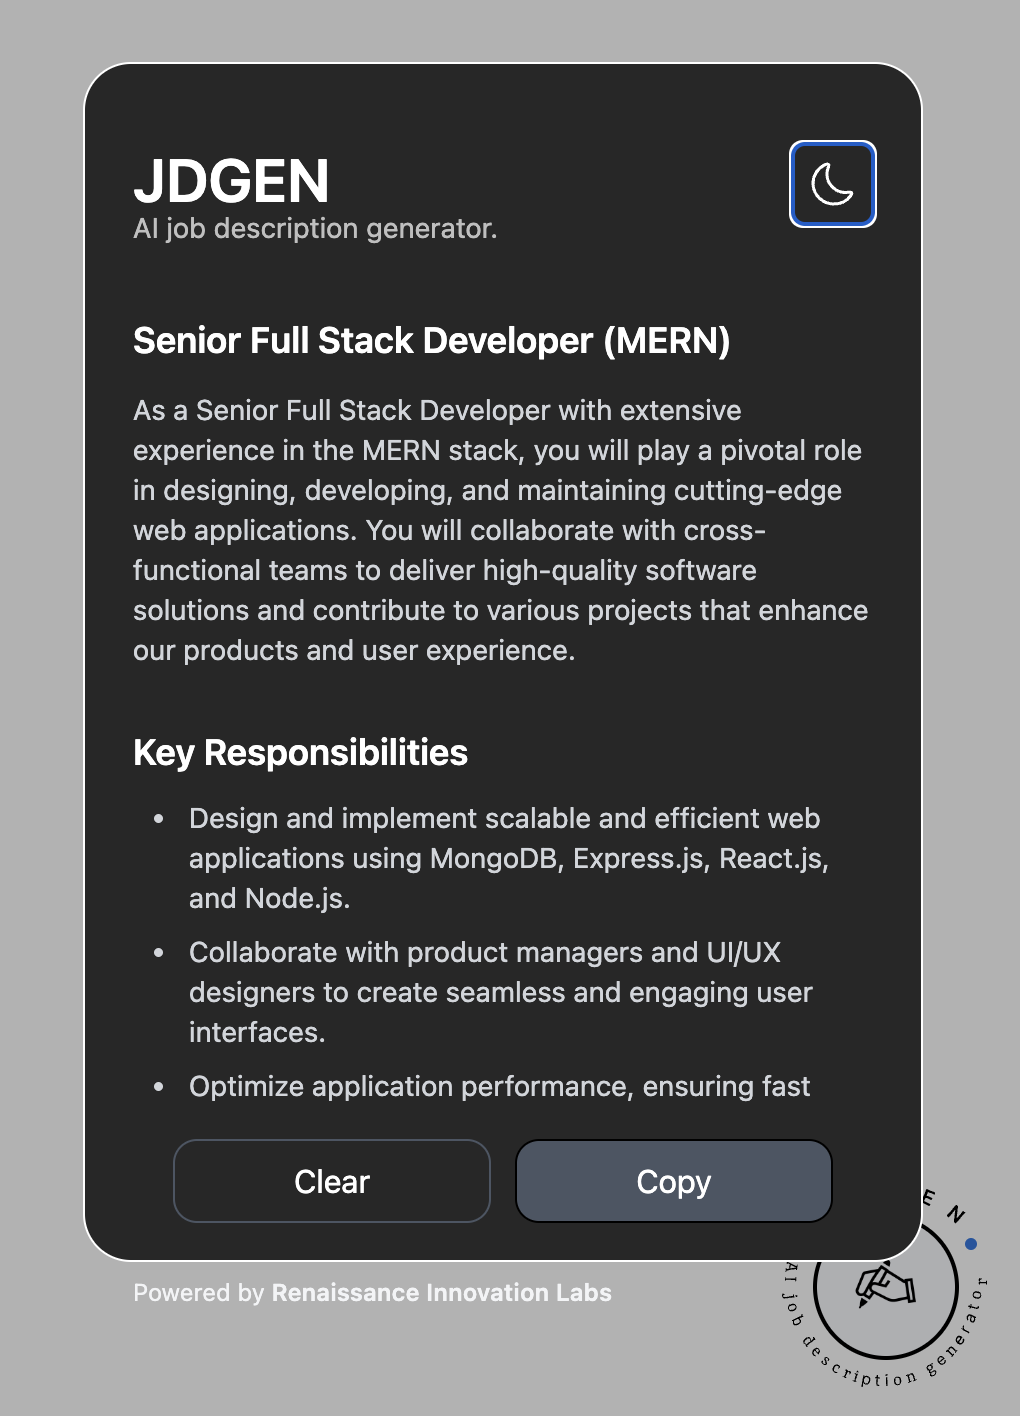 JDGEN
AI job description generator.
Senior Full Stack Developer (MERN)
As a Senior Full Stack Developer with extensive
experience in the MERN stack, you will play a pivotal role
in designing, developing, and maintaining cutting-edge
web applications. You will collaborate with cross-
functional teams to deliver high-quality software
solutions and contribute to various projects that enhance
our products and user experience.
Key Responsibilities
• Design and implement scalable and efficient web
applications using MongoDB, Express.js, React.js,
and Node.js.
• Collaborate with product managers and UI/UX
designers to create seamless and engaging user
interfaces.
• Optimize application performance, ensuring fast
Clear
Copy
Powered by Renaissance Innovation Labs
E N
AI job description generator